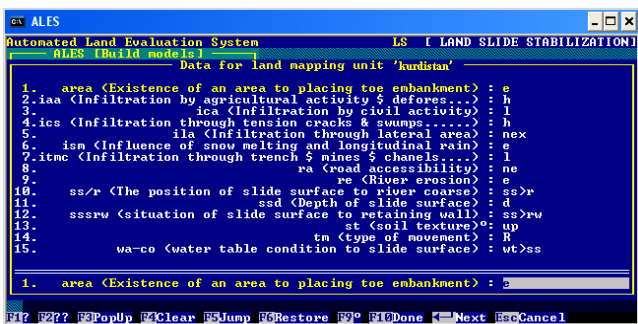 ALES
Automated Land Evaluation System LS [ LAND SLIDE STABILIZATION]
ALES [Build models]
Data for land mapping unit 'kurdistan'
1. area (Existence of an area to placing toe embankment) : e
2.iaa (Infiltration by agricultural activity $ defores...) : h
3. ica (Infiltration by civil activity) : l
4.ics (Infiltration through tension cracks & swumps......) : h
5. ila (Infiltration through lateral area) : nex
6. ism (Influence of snow melting and longitudinal rain) : e
7.itmc (Infiltration through trench $ mines $ chanels....) : l
8. ra (road accessibility) : ne
9. re (River erosion) : e
10. ss/r (The position of slide surface to river coarse) : ss>r
11. ssd (Depth of slide surface) : d
12. sssrw (situation of slide surface to retaining wall) : ss>rw
13. st (soil texture)º: up
14. tm (type of movement) : R
15. wa-co (water table condition to slide surface) : wt>ss
1. area (Existence of an area to placing toe embankment) : e
F1? F2?? F3PopUp F4Clear F5Jump F6Restore F9º F10Done ◄─┘Next EscCancel